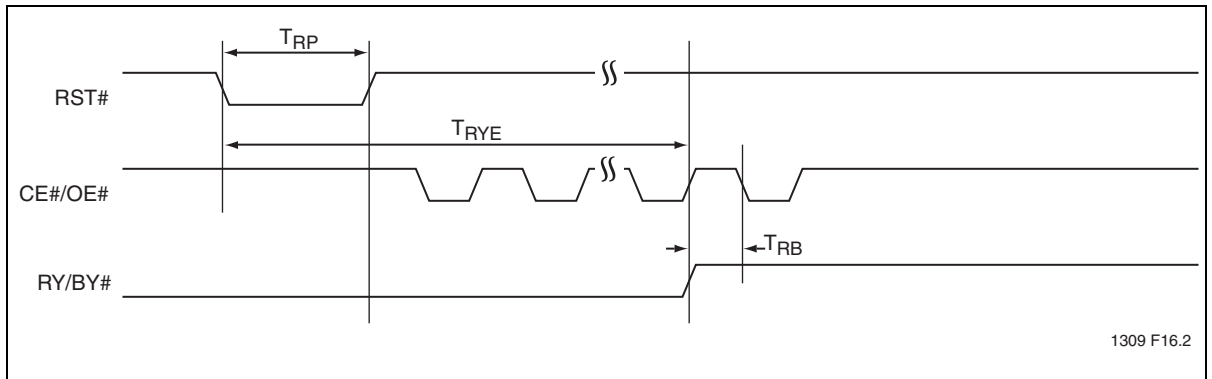 TRP
RST#
TRYE
CE#/OE#
TRB
RY/BY#
1309 F16.2